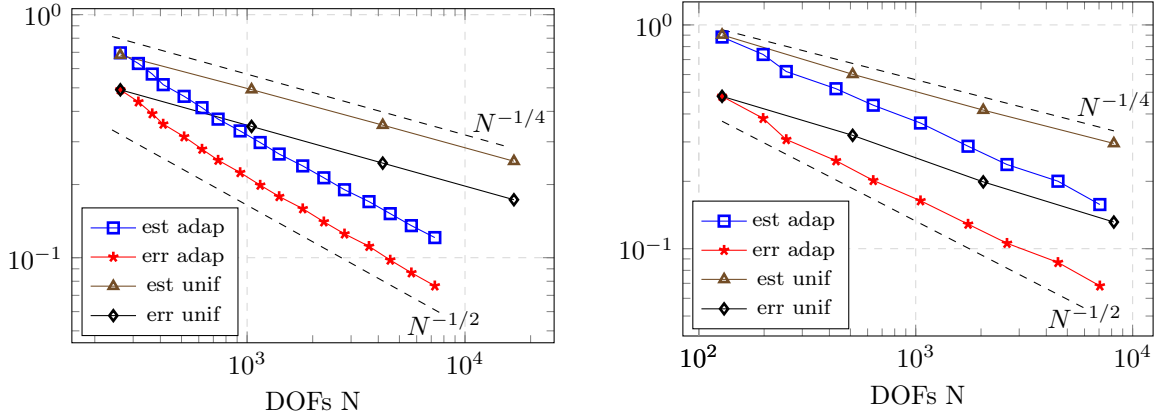 10^0
10^{-1}
N^{-1/4}
N^{-1/2}
est adap
err adap
est unif
err unif
10^3
10^4
DOFs N
10^0
10^{-1}
N^{-1/4}
N^{-1/2}
est adap
err adap
est unif
err unif
10^2
10^3
10^4
DOFs N